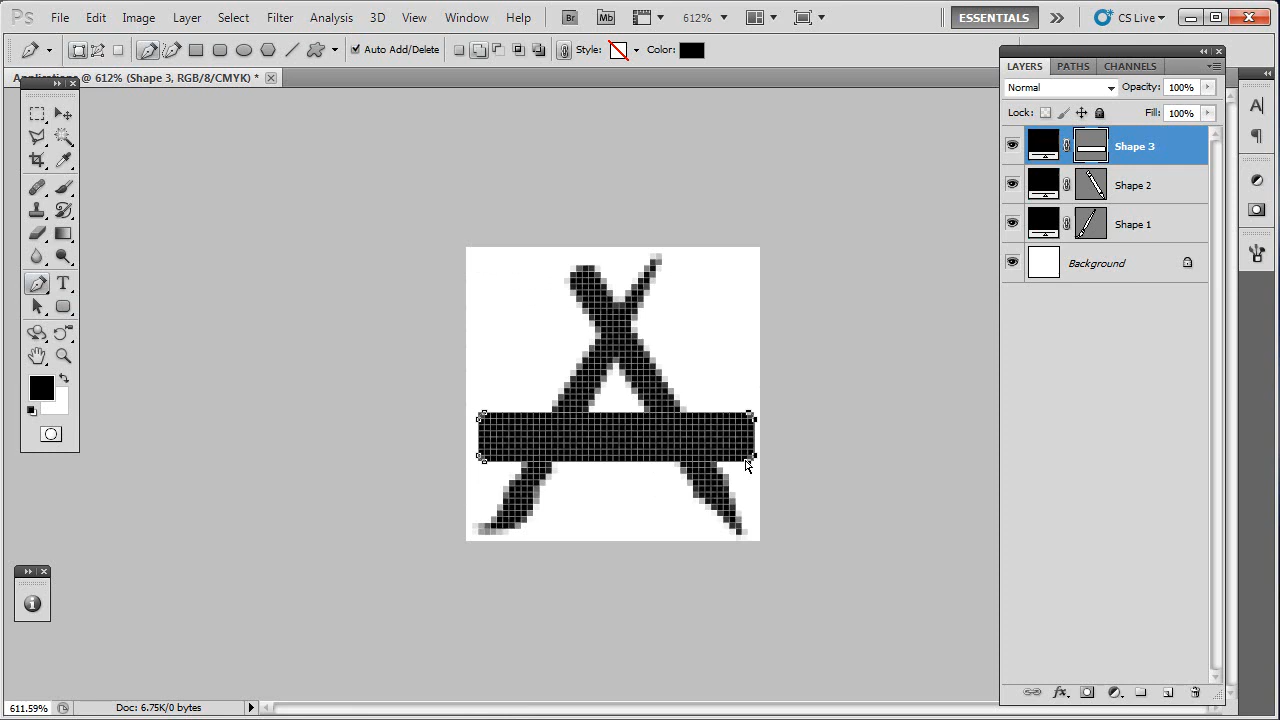 Ps File Edit Image Layer Select Filter Analysis 3D View Window Help Br Mb 612% ESSENTIALS CS Live
Auto Add/Delete Style: Color:
@ 612% (Shape 3, RGB/8/CMYK) *
LAYERS PATHS CHANNELS
Normal Opacity: 100%
Lock: Fill: 100%
Shape 3
Shape 2
Shape 1
Background
T
A
611.59% Doc: 6.75K/0 bytes
fx